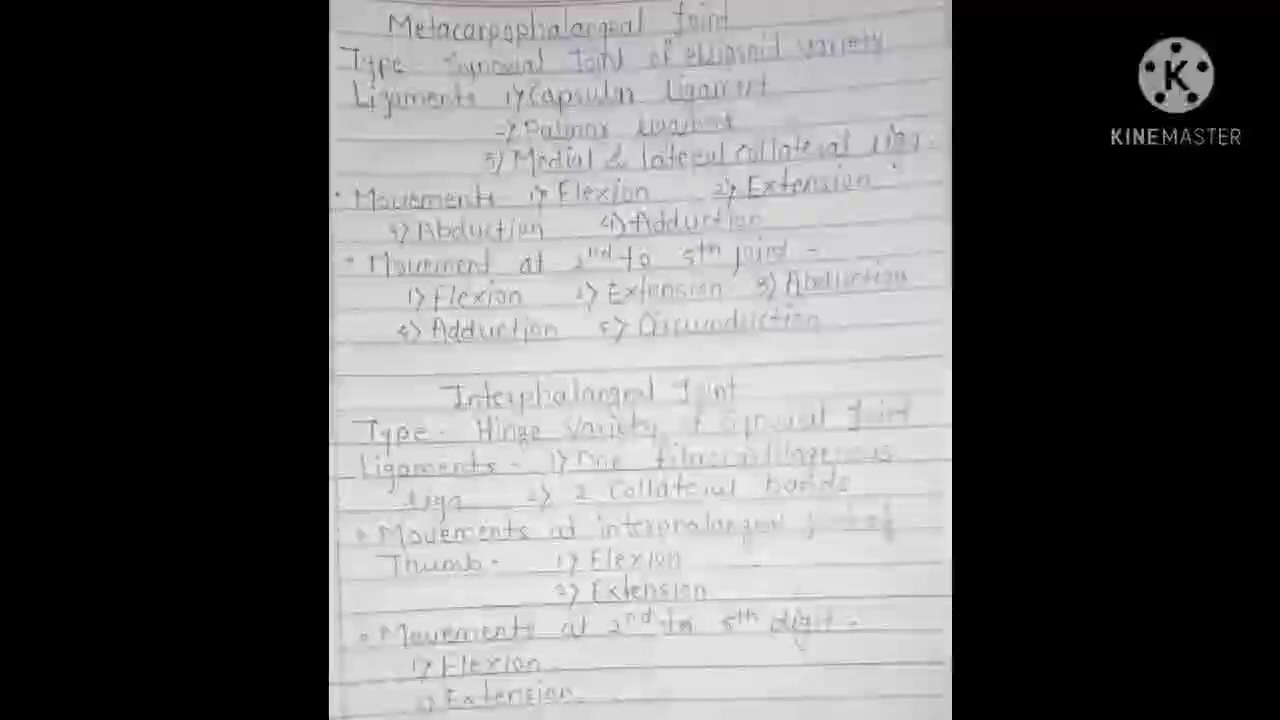 Metacarpophalangeal Joint
Type - Synovial Joint of ellipsoid variety
Ligaments 1) Capsular Ligament
2) Palmar ligament
3) Medial & lateral collateral liga.
• Movements 1) Flexion 2) Extension
3) Abduction 4) Adduction
• Movement at 2nd to 5th joint -
1) Flexion 2) Extension 3) Abduction
4) Adduction 5) Circumduction
Interphalangeal Joint
Type - Hinge variety of Synovial Joint
Ligaments - 1) One fibrocartilagenous
liga 2) 2 Collateral bands
• Movements at interphalangeal joint of
Thumb - 1) Flexion
2) Extension
• Movements at 2nd to 5th digit -
1) Flexion
2) Extension
K
KINEMASTER